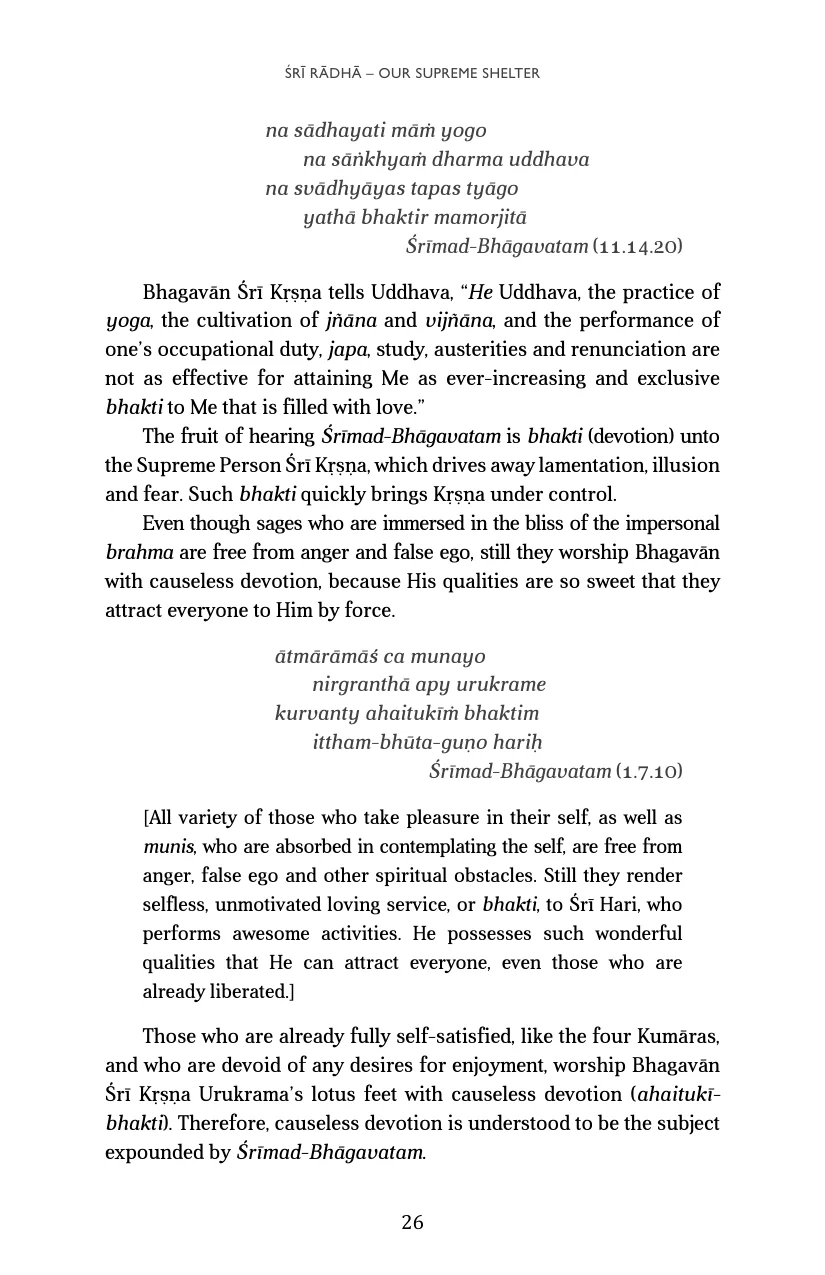 ŚRĪ RĀDHĀ – OUR SUPREME SHELTER
na sādhayati māṁ yogo
na sāṅkhyaṁ dharma uddhava
na svādhyāyas tapas tyāgo
yathā bhaktir mamorjitā
Śrīmad-Bhāgavatam (11.14.20)
Bhagavān Śrī Kṛṣṇa tells Uddhava, “He Uddhava, the practice of
yoga, the cultivation of jñāna and vijñāna, and the performance of
one’s occupational duty, japa, study, austerities and renunciation are
not as effective for attaining Me as ever-increasing and exclusive
bhakti to Me that is filled with love.”
The fruit of hearing Śrīmad-Bhāgavatam is bhakti (devotion) unto
the Supreme Person Śrī Kṛṣṇa, which drives away lamentation, illusion
and fear. Such bhakti quickly brings Kṛṣṇa under control.
Even though sages who are immersed in the bliss of the impersonal
brahma are free from anger and false ego, still they worship Bhagavān
with causeless devotion, because His qualities are so sweet that they
attract everyone to Him by force.
ātmārāmāś ca munayo
nirgranthā apy urukrame
kurvanty ahaitukīṁ bhaktim
ittham-bhūta-guṇo hariḥ
Śrīmad-Bhāgavatam (1.7.10)
[All variety of those who take pleasure in their self, as well as
munis, who are absorbed in contemplating the self, are free from
anger, false ego and other spiritual obstacles. Still they render
selfless, unmotivated loving service, or bhakti, to Śrī Hari, who
performs awesome activities. He possesses such wonderful
qualities that He can attract everyone, even those who are
already liberated.]
Those who are already fully self-satisfied, like the four Kumāras,
and who are devoid of any desires for enjoyment, worship Bhagavān
Śrī Kṛṣṇa Urukrama’s lotus feet with causeless devotion (ahaitukī-
bhakti). Therefore, causeless devotion is understood to be the subject
expounded by Śrīmad-Bhāgavatam.
26